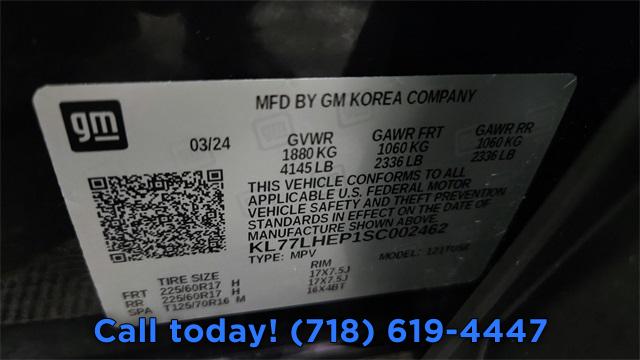 gm
MFD BY GM KOREA COMPANY
03/24 GVWR GAWR FRT GAWR RR
1880 KG 1060 KG 1060 KG
4145 LB 2336 LB 2336 LB
THIS VEHICLE CONFORMS TO ALL
APPLICABLE U.S. FEDERAL MOTOR
VEHICLE SAFETY AND THEFT PREVENTION
STANDARDS IN EFFECT ON THE DATE OF
MANUFACTURE SHOWN ABOVE.
KL77LHEP1SC002462
TYPE: MPV MODEL: 121TUSE
TIRE SIZE RIM
FRT 225/60R17 H 17X7.5J
RR 225/60R17 H 17X7.5J
SPA T125/70R16 M 16X4BT
Call today! (718) 619-4447